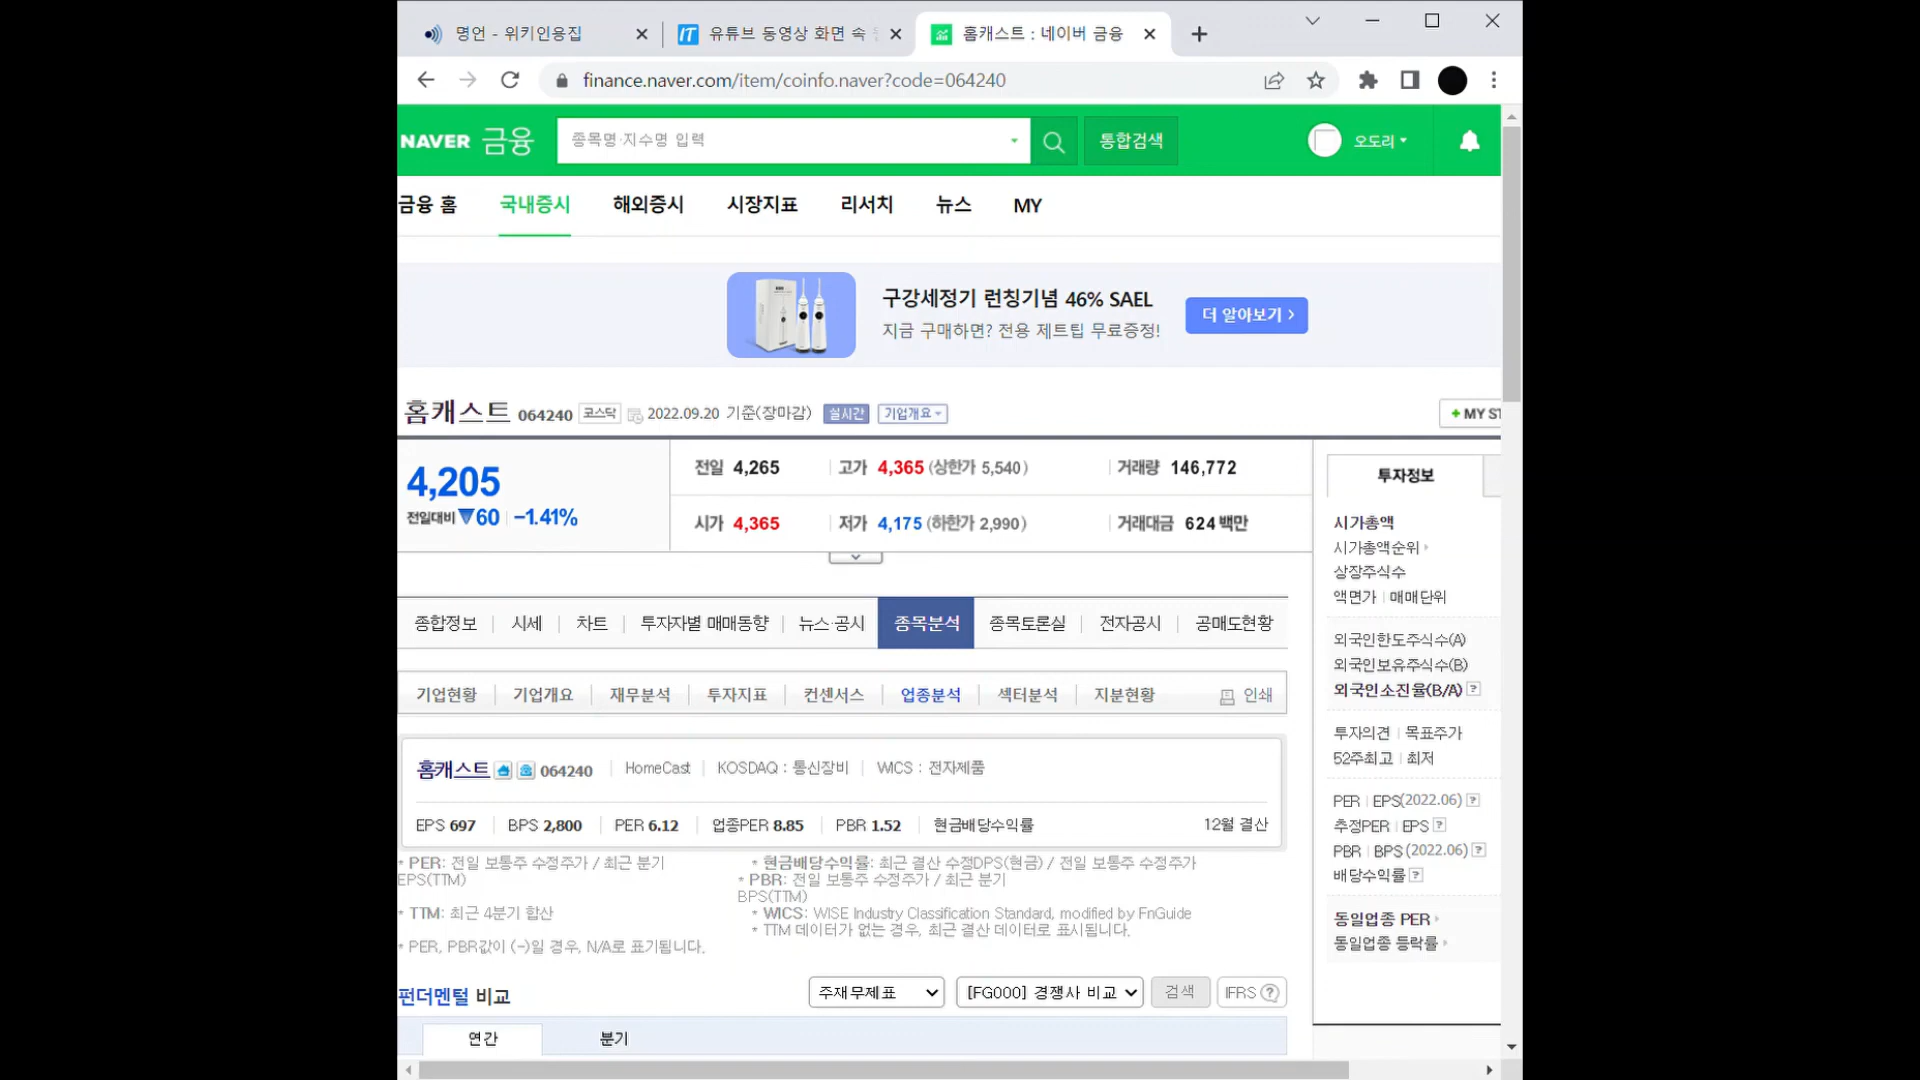 명언 - 위키인용집
유튜브 동영상 화면 속
홈캐스트 : 네이버 금융
finance.naver.com/item/coinfo.naver?code=064240
NAVER 금융
종목명·지수명 입력
통합검색
오도리
금융 홈 국내증시 해외증시 시장지표 리서치 뉴스 MY
구강세정기 런칭기념 46% SAEL
지금 구매하면? 전용 제트팁 무료증정!
더 알아보기
홈캐스트 064240 코스닥 2022.09.20 기준(장마감) 실시간 기업개요
+ MY ST
4,205
전일대비 ▼60 -1.41%
전일 4,265 고가 4,365 (상한가 5,540) 거래량 146,772
시가 4,365 저가 4,175 (하한가 2,990) 거래대금 624 백만
종합정보 시세 차트 투자자별 매매동향 뉴스·공시 종목분석 종목토론실 전자공시 공매도현황
기업현황 기업개요 재무분석 투자지표 컨센서스 업종분석 섹터분석 지분현황 인쇄
홈캐스트 064240 HomeCast KOSDAQ : 통신장비 WICS : 전자제품
EPS 697 BPS 2,800 PER 6.12 업종PER 8.85 PBR 1.52 현금배당수익률 12월 결산
* PER: 전일 보통주 수정주가 / 최근 분기
EPS(TTM)
* TTM: 최근 4분기 합산
* PER, PBR값이 (-)일 경우, N/A로 표기됩니다.
* 현금배당수익률: 최근 결산 수정DPS(현금) / 전일 보통주 수정주가
* PBR: 전일 보통주 수정주가 / 최근 분기
BPS(TTM)
* WICS: WISE Industry Classification Standard, modified by FnGuide
* TTM 데이터가 없는 경우, 최근 결산 데이터로 표시됩니다.
펀더멘털 비교
주재무제표 [FG000] 경쟁사 비교 검색 IFRS ?
연간 분기
투자정보
시가총액
시가총액순위
상장주식수
액면가 | 매매단위
외국인한도주식수(A)
외국인보유주식수(B)
외국인소진율(B/A) ?
투자의견 | 목표주가
52주최고 | 최저
PER | EPS(2022.06) ?
추정PER | EPS ?
PBR | BPS (2022.06) ?
배당수익률 ?
동일업종 PER
동일업종 등락률